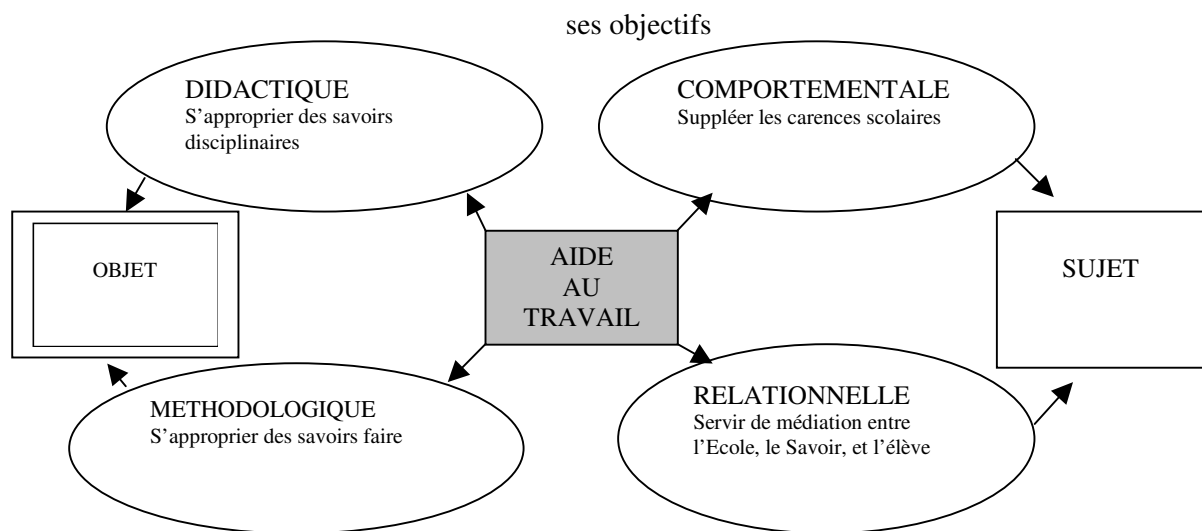 ses objectifs
DIDACTIQUE
S’approprier des savoirs
disciplinaires
COMPORTEMENTALE
Suppléer les carences scolaires
OBJET
AIDE
AU
TRAVAIL
SUJET
METHODOLOGIQUE
S’approprier des savoirs faire
RELATIONNELLE
Servir de médiation entre
l’Ecole, le Savoir, et l’élève